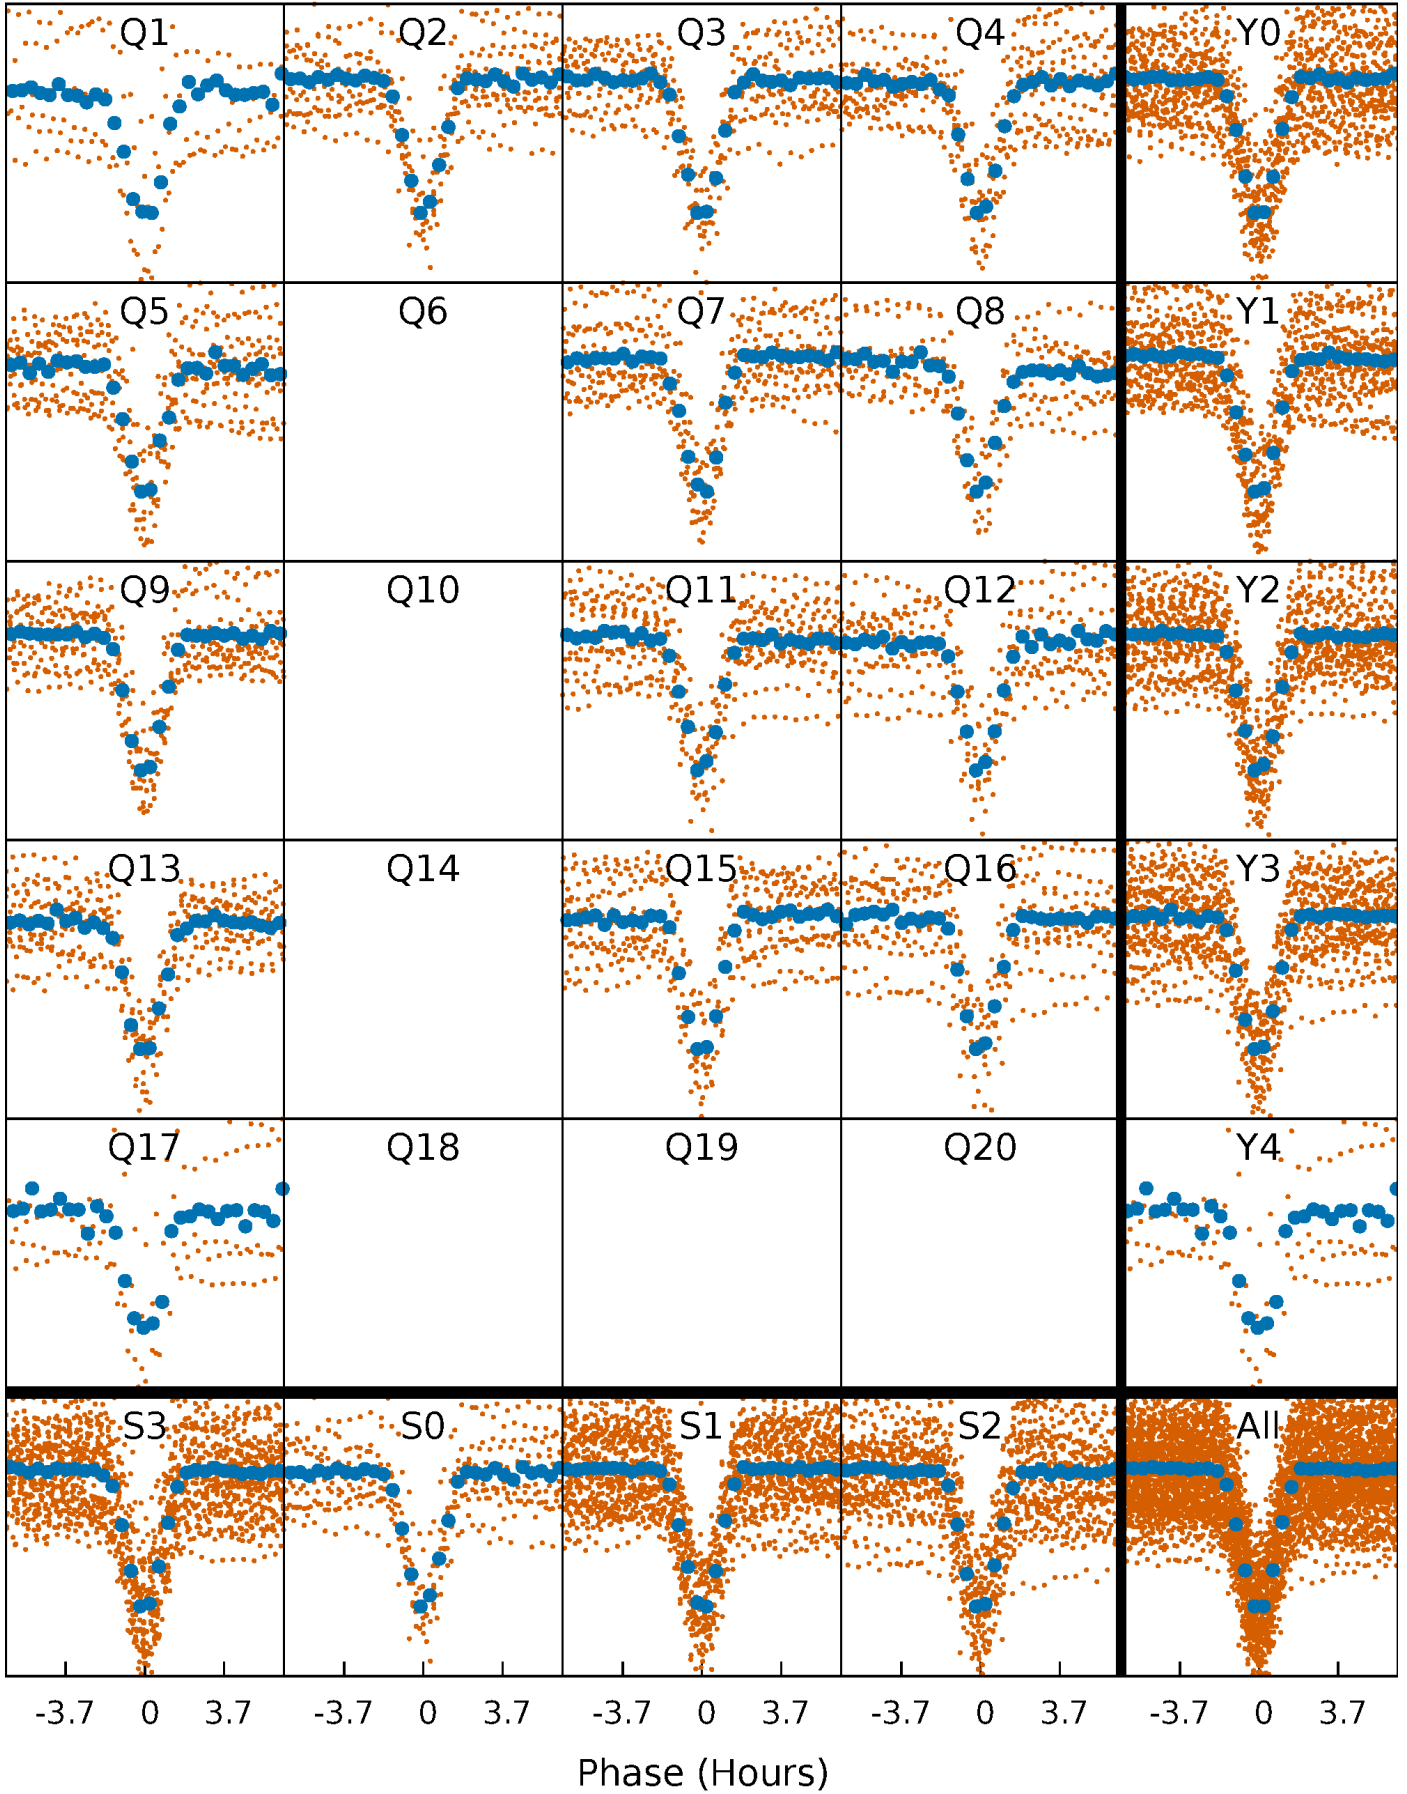 Q1 Q2 Q3 Q4 Y0
Q5 Q6 Q7 Q8 Y1
Q9 Q10 Q11 Q12 Y2
Q13 Q14 Q15 Q16 Y3
Q17 Q18 Q19 Q20 Y4
S3 S0 S1 S2 All
-3.7 0 3.7 -3.7 0 3.7 -3.7 0 3.7 -3.7 0 3.7 -3.7 0 3.7
Phase (Hours)